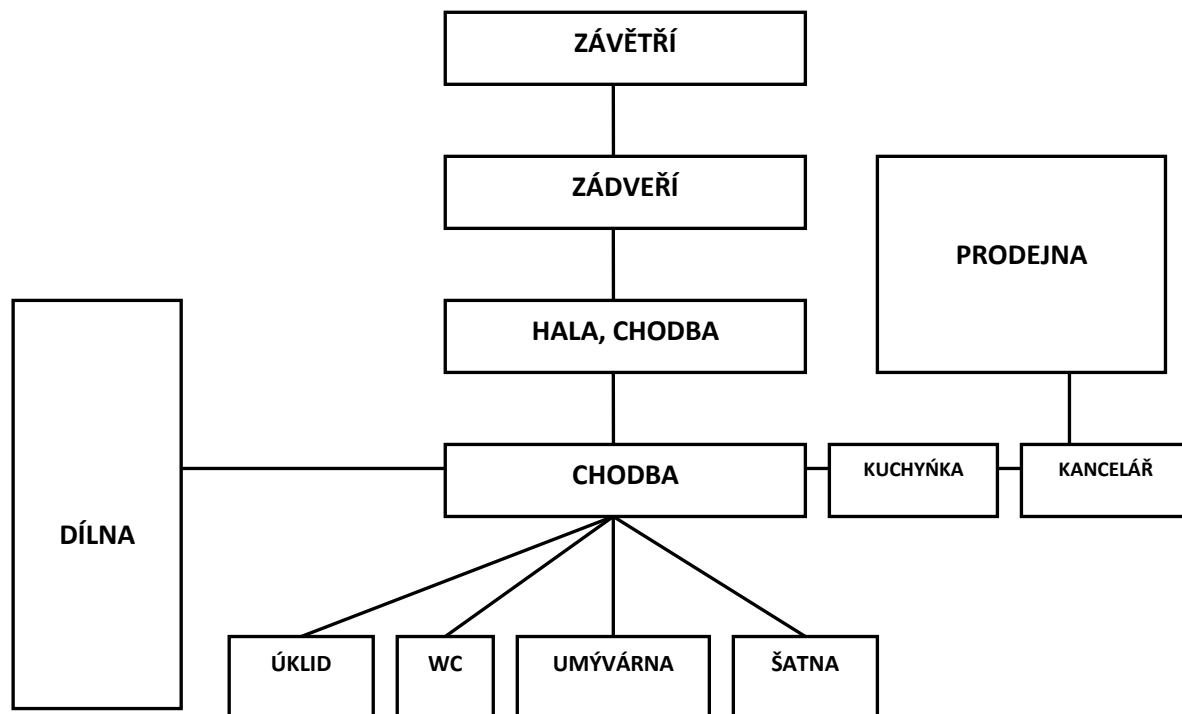 ZÁVĚTŘÍ
ZÁDVEŘÍ
PRODEJNA
HALA, CHODBA
CHODBA
KUCHYŃKA
KANCELÁŘ
DÍLNA
ÚKLID
WC
UMÝVÁRNA
ŠATNA